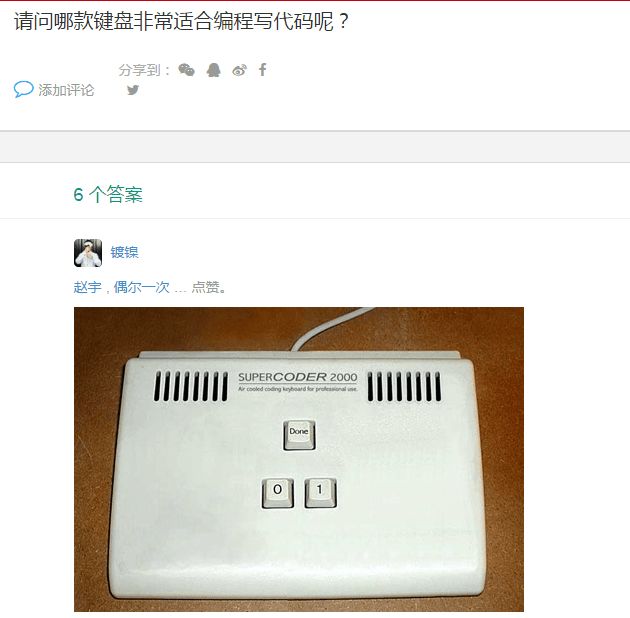 请问哪款键盘非常适合编程写代码呢？
分享到：
添加评论
6 个答案
镀镍
赵宇 , 偶尔一次 ... 点赞。
SUPERCODER 2000
Air cooled coding keyboard for professional use.
Done
0 1